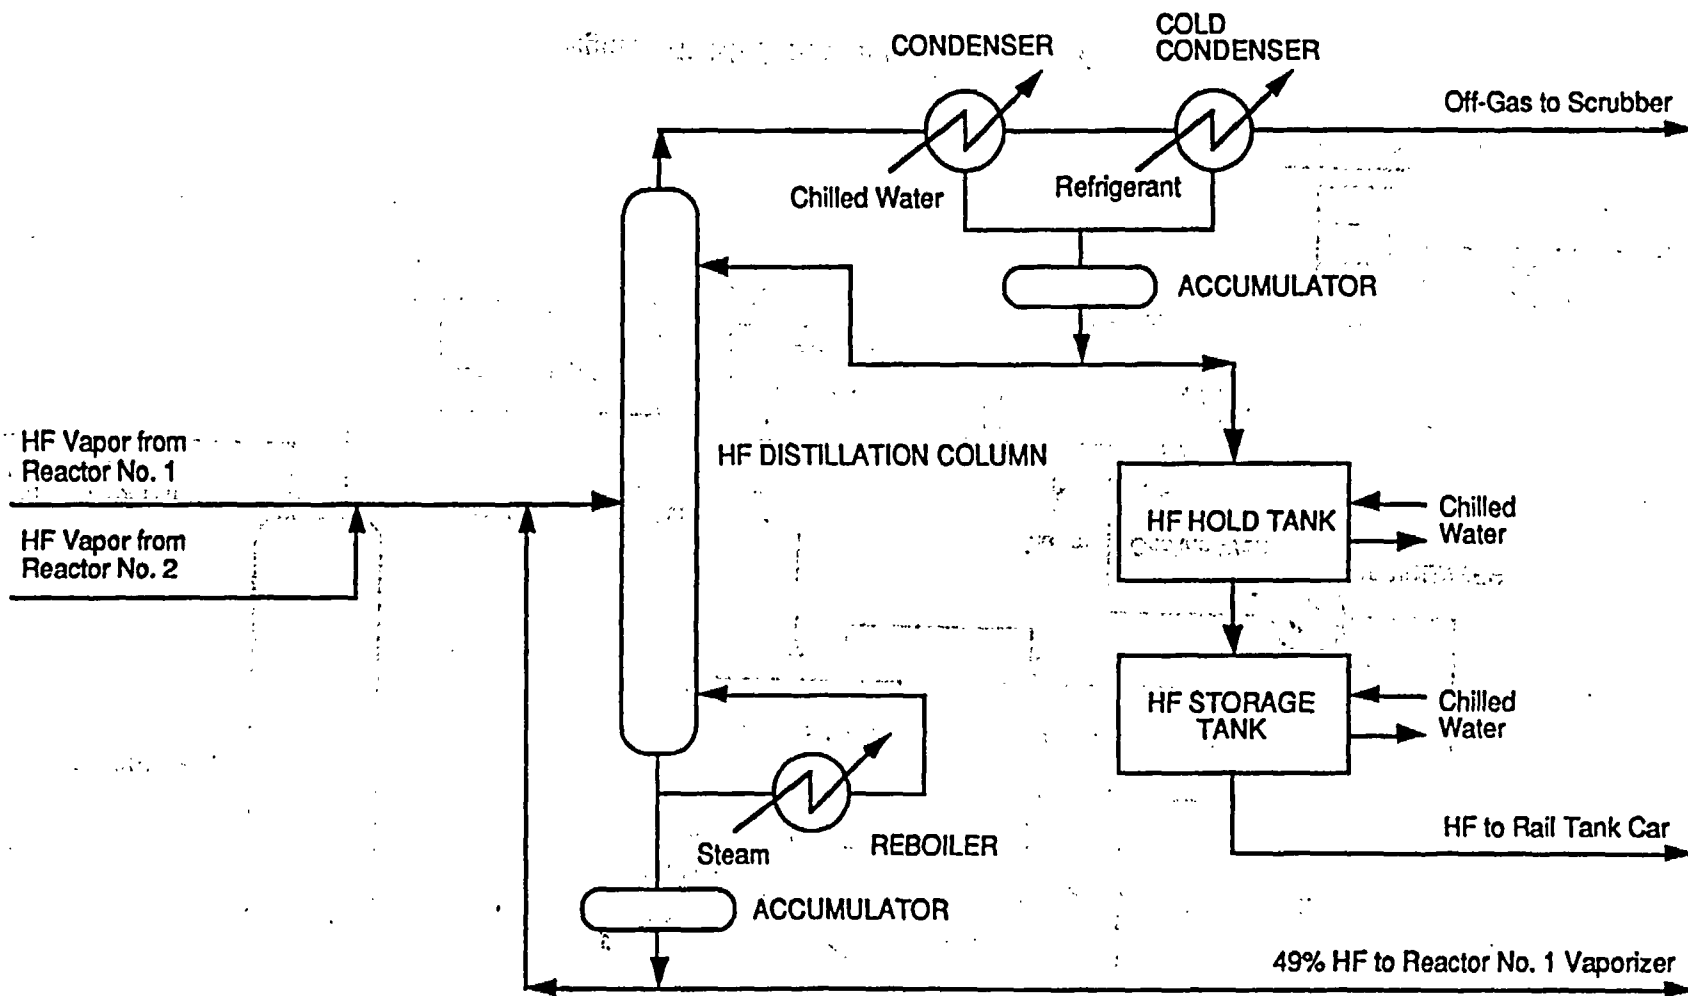 CONDENSER
COLD
CONDENSER
Off-Gas to Scrubber
Chilled Water
Refrigerant
ACCUMULATOR
HF Vapor from
Reactor No. 1
HF DISTILLATION COLUMN
HF HOLD TANK
Chilled
Water
HF Vapor from
Reactor No. 2
HF STORAGE
TANK
Chilled
Water
Steam
REBOILER
HF to Rail Tank Car
ACCUMULATOR
49% HF to Reactor No. 1 Vaporizer